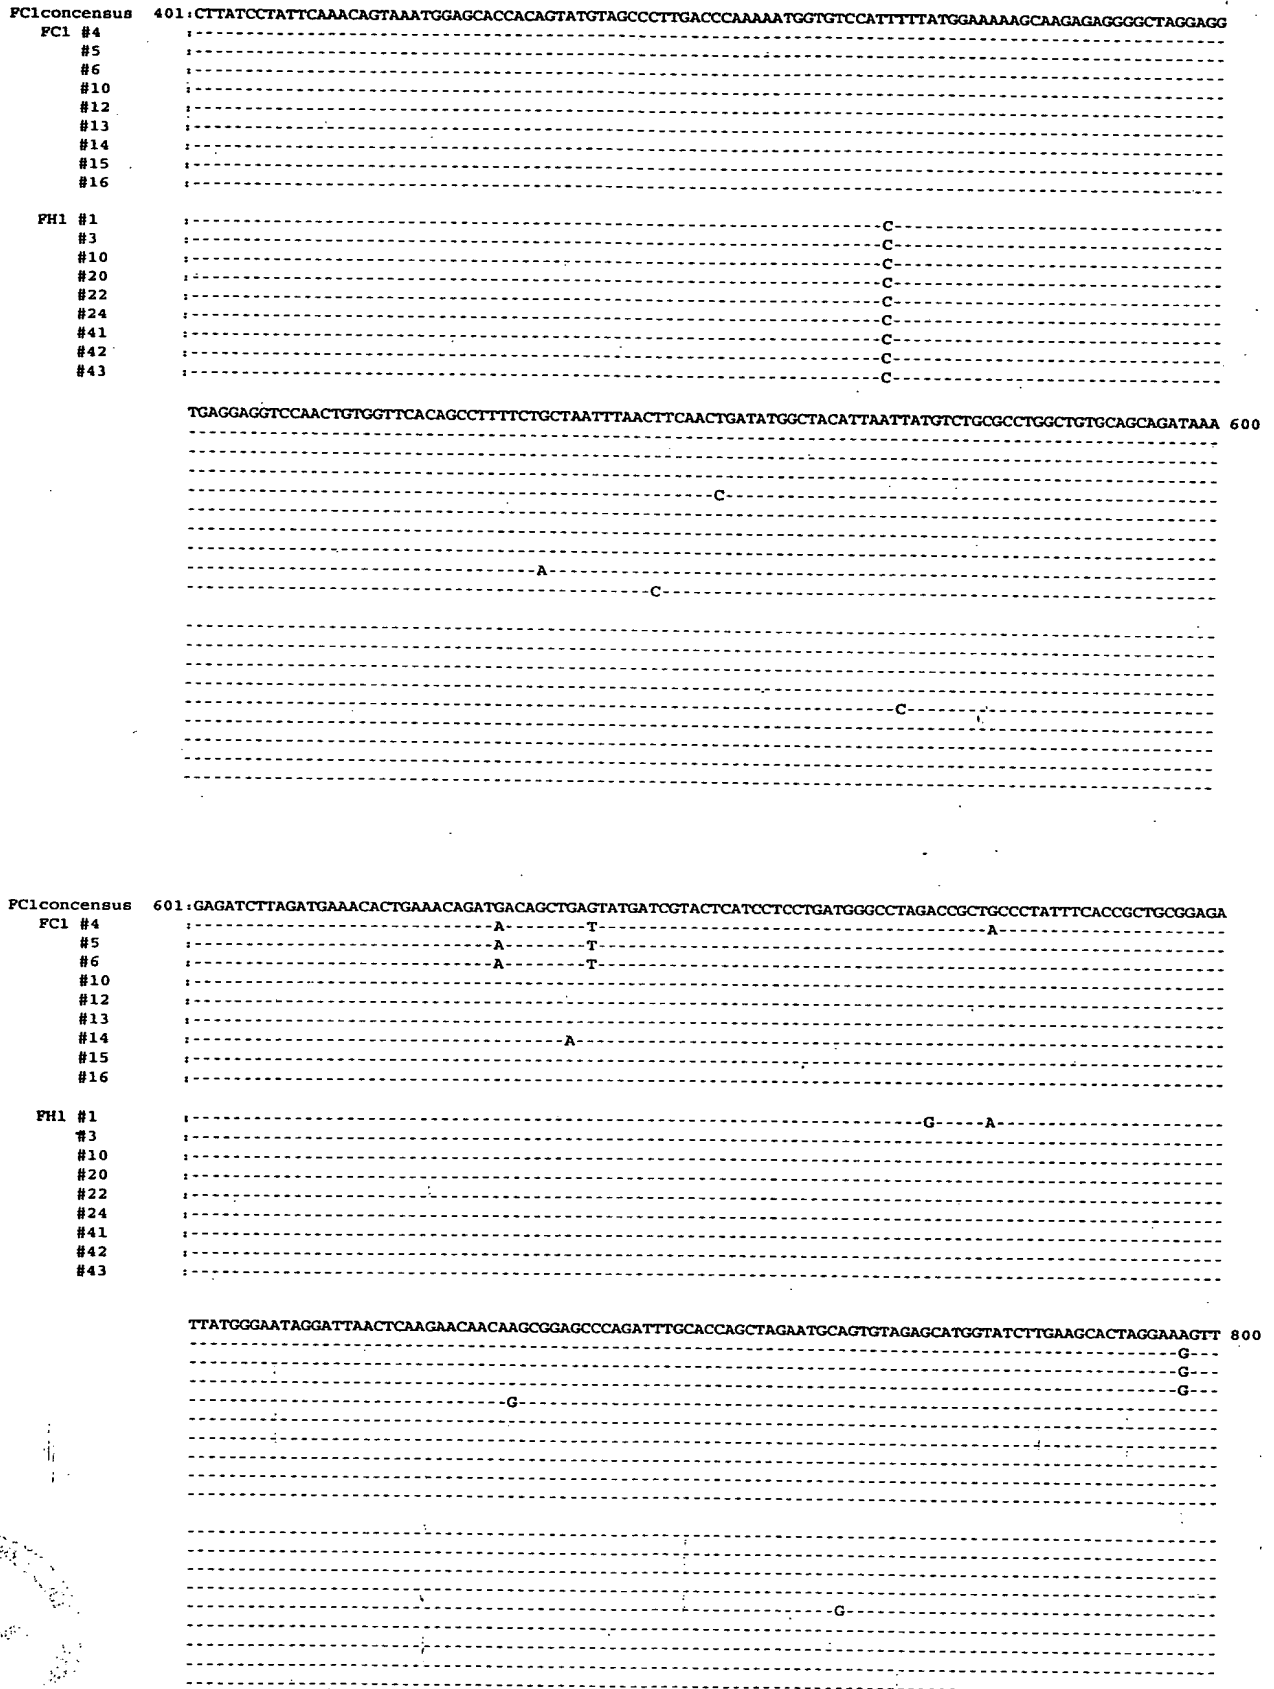 FC1concensus 401:CTTATCCTATTCAAACAGTAAATGGAGCACCACAGTATGTAGCCCTTGACCCAAAAATGGTGTCCATTTTTATGGAAAAAGCAAGAGAGGGGCTAGGAGG
FC1 #4 :
#5 :
#6 :
#10 :
#12 :
#13 :
#14 :
#15 :
#16 :
FH1 #1 : -C-
#3 : -C-
#10 : -C-
#20 : -C-
#22 : -C-
#24 : -C-
#41 : -C-
#42 : -C-
#43 : -C-
TGAGGAGGTCCAACTGTGGTTCACAGCCTTTTCTGCTAATTTAACTTCAACTGATATGGCTACATTAATTATGTCTGCGCCTGGCTGTGCAGCAGATAAA 600
-C-
-A-
-C-
-C-
FC1concensus 601:GAGATCTTAGATGAAACACTGAAACAGATGACAGCTGAGTATGATCGTACTCATCCTCCTGATGGGCCTAGACCGCTGCCCTATTTCACCGCTGCGGAGA
FC1 #4 : -A--------T- -A-
#5 : -A--------T-
#6 : -A--------T-
#10 :
#12 :
#13 :
#14 : -A-
#15 :
#16 :
FH1 #1 : -G-----A-
#3 :
#10 :
#20 :
#22 :
#24 :
#41 :
#42 :
#43 :
TTATGGGAATAGGATTAACTCAAGAACAACAAGCGGAGCCCAGATTTGCACCAGCTAGAATGCAGTGTAGAGCATGGTATCTTGAAGCACTAGGAAAGTT 800
-G---
-G---
-G---
-G-
-G-